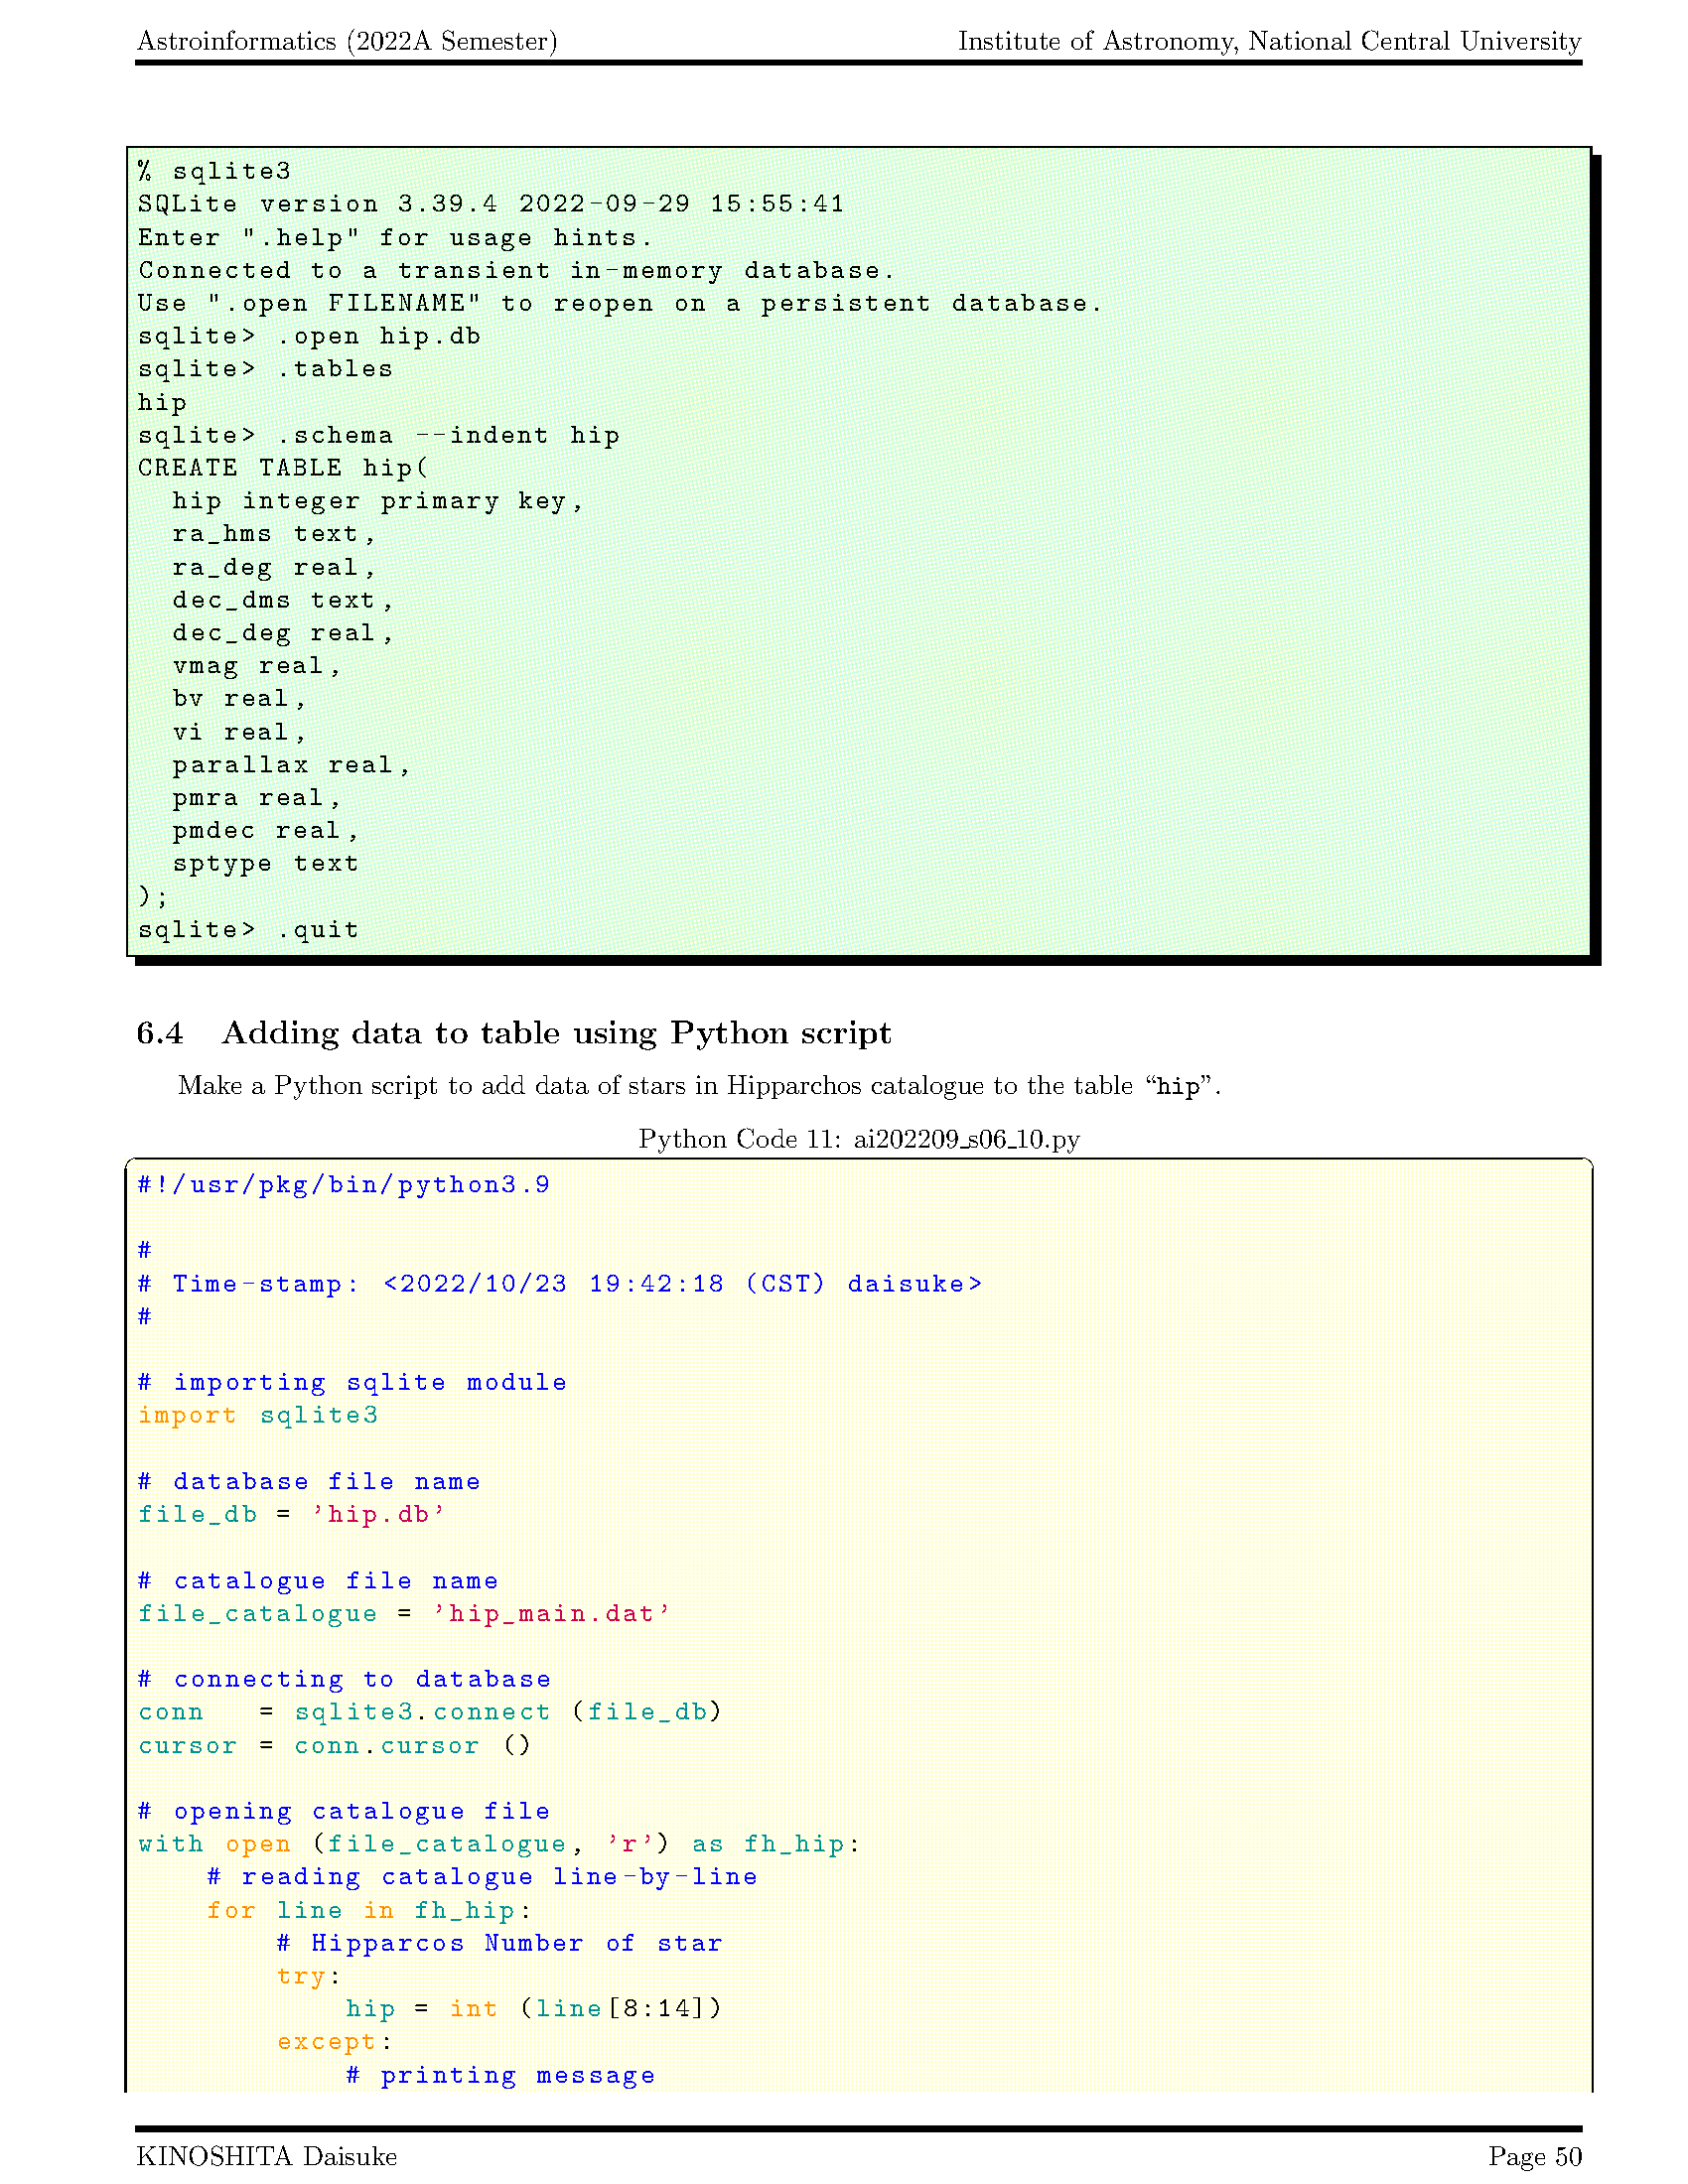 Astroinformatics (2022A Semester) Institute of Astronomy, National Central University
% sqlite3
SQLite version 3.39.4 2022-09-29 15:55:41
Enter ".help" for usage hints.
Connected to a transient in-memory database.
Use ".open FILENAME" to reopen on a persistent database.
sqlite> .open hip.db
sqlite> .tables
hip
sqlite> .schema --indent hip
CREATE TABLE hip(
  hip integer primary key,
  ra_hms text,
  ra_deg real,
  dec_dms text,
  dec_deg real,
  vmag real,
  bv real,
  vi real,
  parallax real,
  pmra real,
  pmdec real,
  sptype text
);
sqlite> .quit
6.4 Adding data to table using Python script
Make a Python script to add data of stars in Hipparchos catalogue to the table “hip”.
Python Code 11: ai202209_s06_10.py
#!/usr/pkg/bin/python3.9
#
# Time-stamp: <2022/10/23 19:42:18 (CST) daisuke>
#
# importing sqlite module
import sqlite3
# database file name
file_db = 'hip.db'
# catalogue file name
file_catalogue = 'hip_main.dat'
# connecting to database
conn   = sqlite3.connect (file_db)
cursor = conn.cursor ()
# opening catalogue file
with open (file_catalogue, 'r') as fh_hip:
    # reading catalogue line-by-line
    for line in fh_hip:
        # Hipparcos Number of star
        try:
            hip = int (line[8:14])
        except:
            # printing message
KINOSHITA Daisuke Page 50